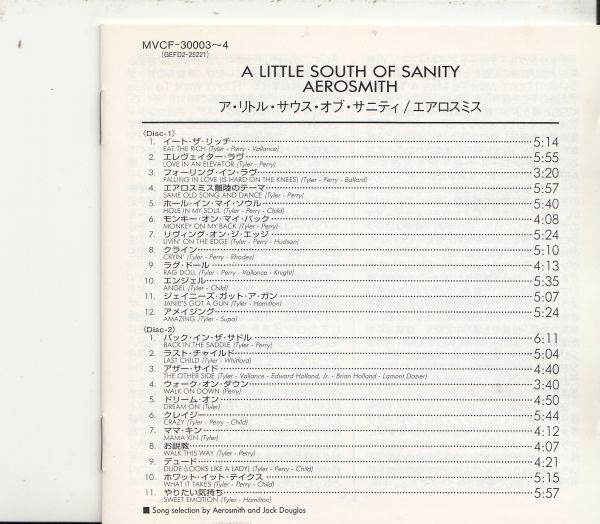 MVCF-30003〜4
(GEFD2-25221)
A LITTLE SOUTH OF SANITY
AEROSMITH
ア・リトル・サウス・オブ・サニティ/エアロスミス
(Disc-1)
1. イート・ザ・リッチ 5:14
EAT THE RICH (Tyler - Perry - Vallance)
2. エレヴェイター・ラヴ 5:55
LOVE IN AN ELEVATOR (Tyler - Perry)
3. フォーリング・イン・ラヴ 3:20
FALLING IN LOVE (IS HARD ON THE KNEES) (Tyler - Perry - Ballard)
4. エアロスミス離陸のテーマ 5:57
SAME OLD SONG AND DANCE (Tyler - Perry)
5. ホール・イン・マイ・ソウル 5:40
HOLE IN MY SOUL (Tyler - Perry - Child)
6. モンキー・オン・マイ・バック 4:08
MONKEY ON MY BACK (Tyler - Perry)
7. リヴィング・オン・ジ・エッジ 5:24
LIVIN' ON THE EDGE (Tyler - Perry - Hudson)
8. クライン 5:10
CRYIN' (Tyler - Perry - Rhodes)
9. ラグ・ドール 4:13
RAG DOLL (Tyler - Perry - Vallance - Knight)
10. エンジェル 5:35
ANGEL (Tyler - Child)
11. ジェイニーズ・ガット・ア・ガン 5:07
JANIE'S GOT A GUN (Tyler - Hamilton)
12. アメイジング 5:24
AMAZING (Tyler - Supa)
(Disc-2)
1. バック・イン・ザ・サドル 6:11
BACK IN THE SADDLE (Tyler - Perry)
2. ラスト・チャイルド 5:04
LAST CHILD (Tyler - Whitford)
3. アザー・サイド 4:40
THE OTHER SIDE (Tyler - Vallance - Edward Holland, Jr. - Brian Holland - Lamont Dozier)
4. ウォーク・オン・ダウン 3:40
WALK ON DOWN (Perry)
5. ドリーム・オン 4:50
DREAM ON (Tyler)
6. クレイジー 5:44
CRAZY (Tyler - Perry - Child)
7. ママ・キン 4:12
MAMA KIN (Tyler)
8. お説教 4:07
WALK THIS WAY (Tyler - Perry)
9. デュード 4:21
DUDE (LOOKS LIKE A LADY) (Tyler - Perry - Child)
10. ホワット・イット・テイクス 5:15
WHAT IT TAKES (Tyler - Perry - Child)
11. やりたい気持ち 5:57
SWEET EMOTION (Tyler - Hamilton)
■ Song selection by Aerosmith and Jack Douglas